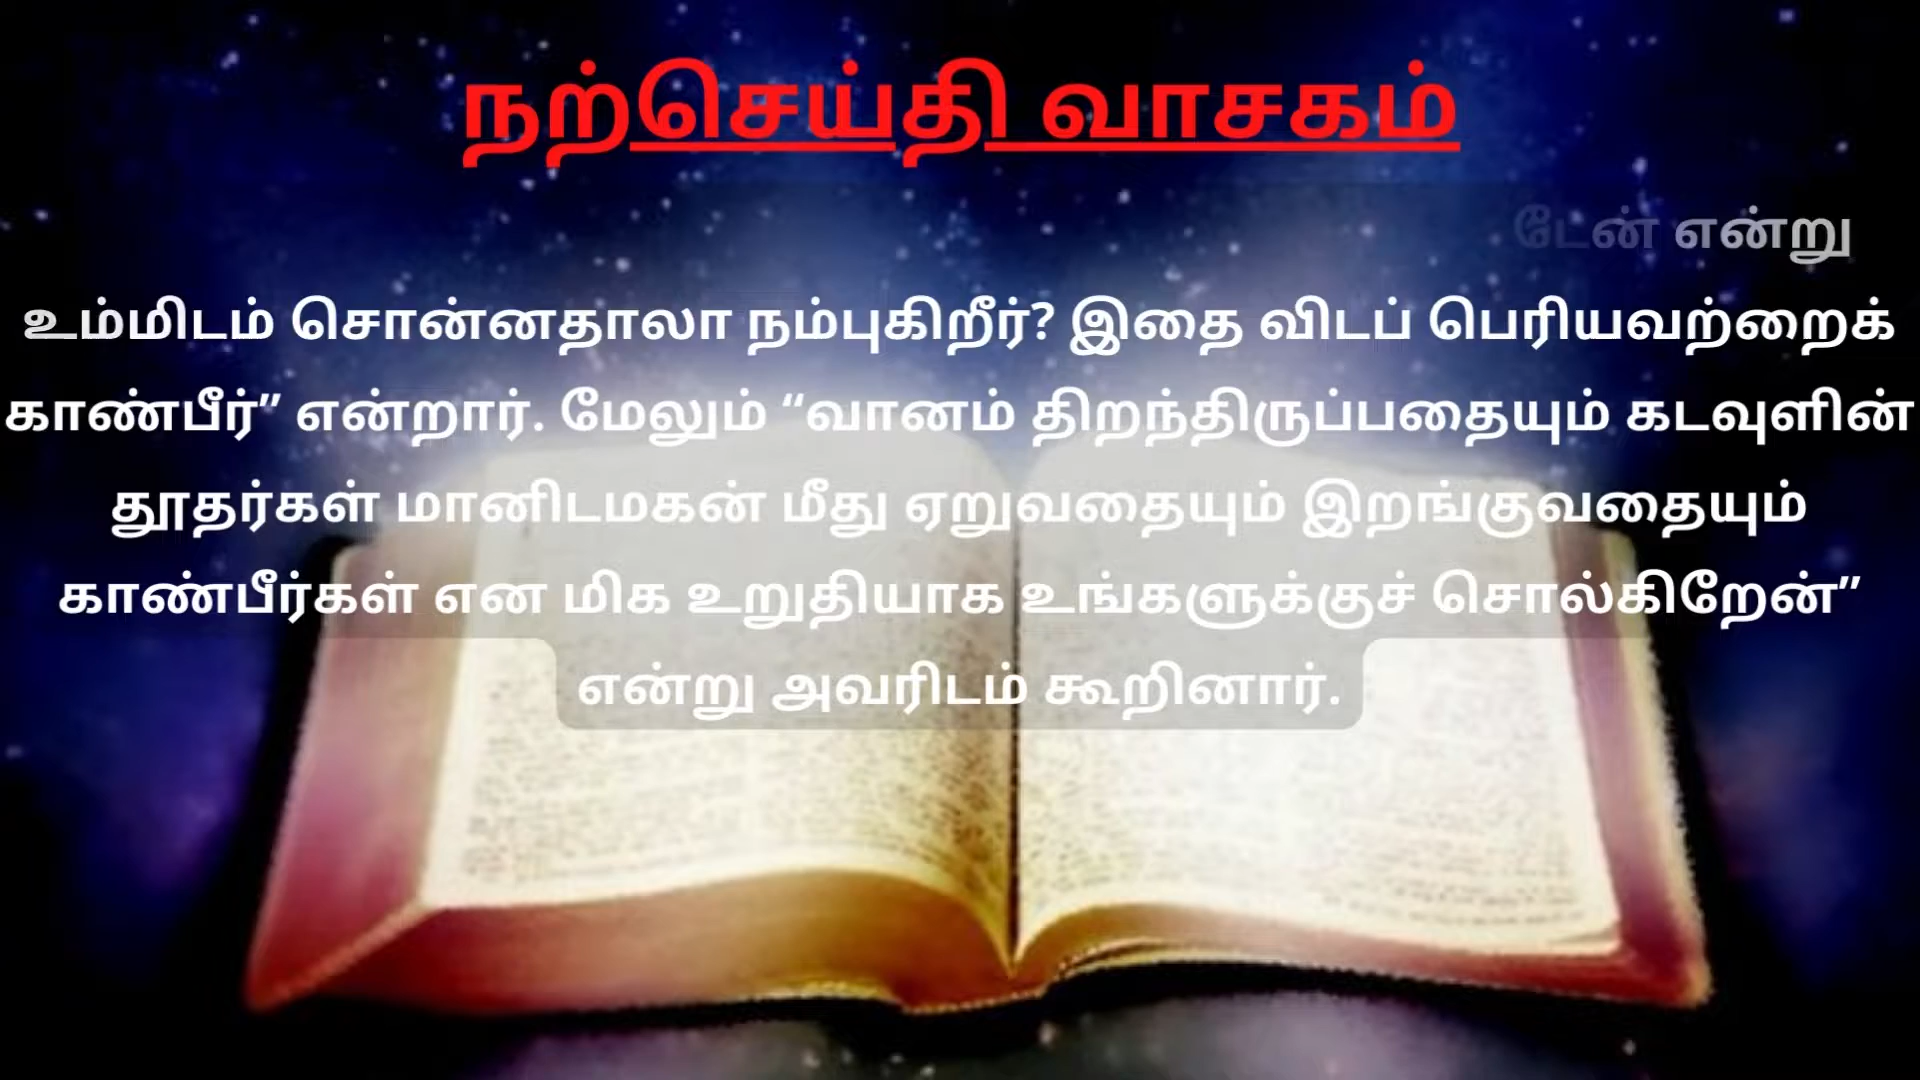 நற்செய்தி வாசகம்
டேன் என்று
உம்மிடம் சொன்னதாலா நம்புகிறீர்? இதை விடப் பெரியவற்றைக்
காண்பீர்” என்றார். மேலும் “வானம் திறந்திருப்பதையும் கடவுளின்
தூதர்கள் மானிடமகன் மீது ஏறுவதையும் இறங்குவதையும்
காண்பீர்கள் என மிக உறுதியாக உங்களுக்குச் சொல்கிறேன்”
என்று அவரிடம் கூறினார்.